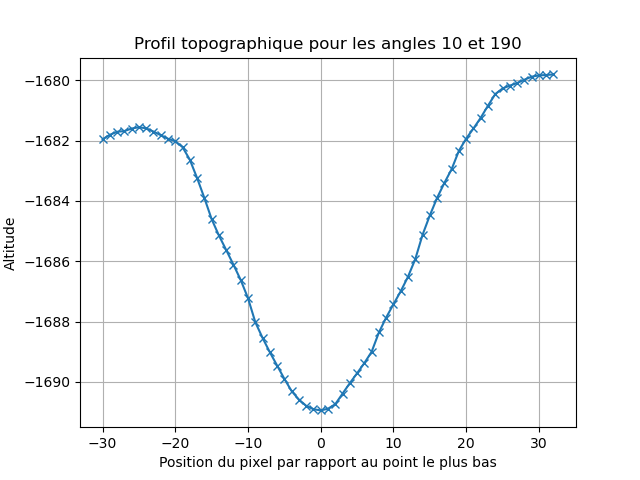 Profil topographique pour les angles 10 et 190
−1680
−1682
−1684
−1686
−1688
−1690
Altitude
−30 −20 −10 0 10 20 30
Position du pixel par rapport au point le plus bas